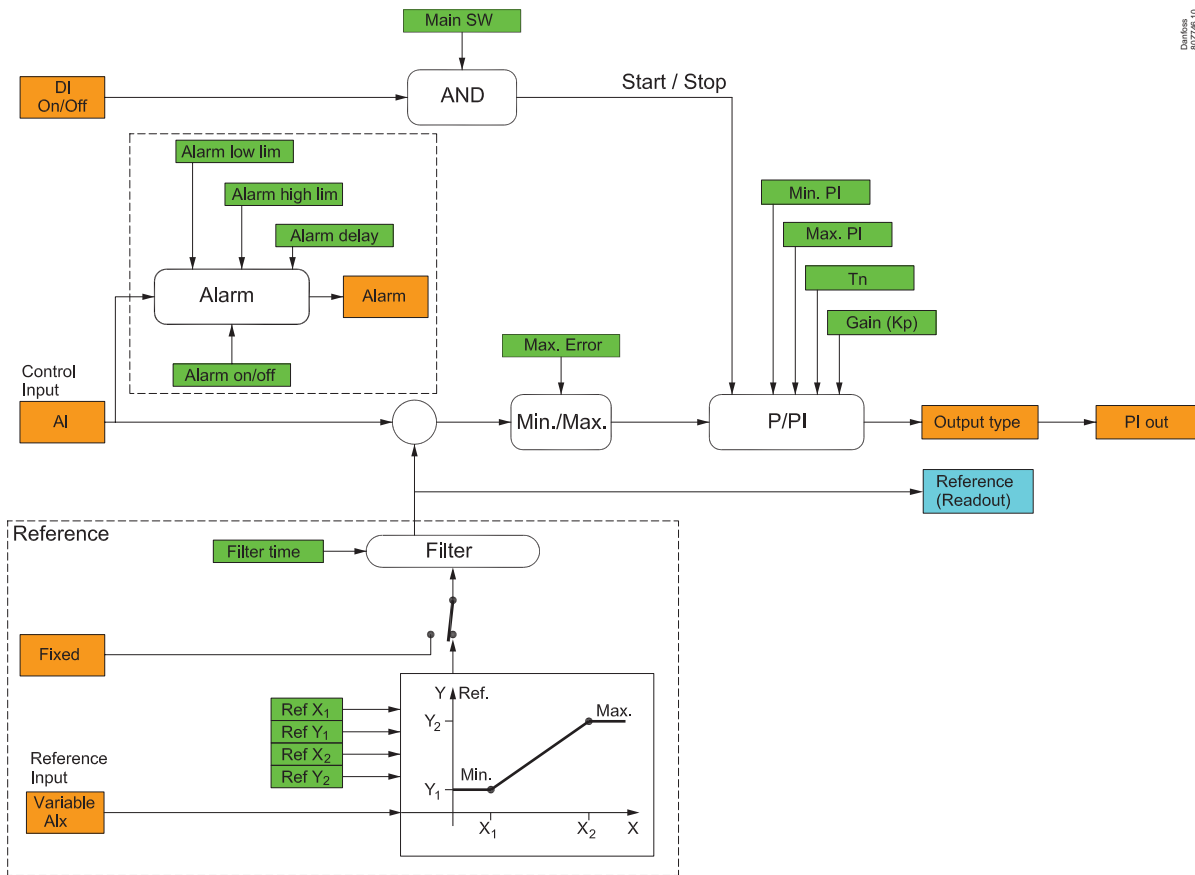 Danfoss
80Z746.10
Main SW
DI
On/Off
AND
Start / Stop
Alarm low lim
Alarm high lim
Alarm delay
Alarm
Alarm
Alarm on/off
Min. PI
Max. PI
Tn
Gain (Kp)
Max. Error
Control
Input
AI
Min./Max.
P/PI
Output type
PI out
Reference
(Readout)
Reference
Filter time
Filter
Fixed
Ref X1
Ref Y1
Ref X2
Ref Y2
Y
Ref.
Y2
Max.
Min.
Y1
X1
X2
X
Reference
Input
Variable
AIx